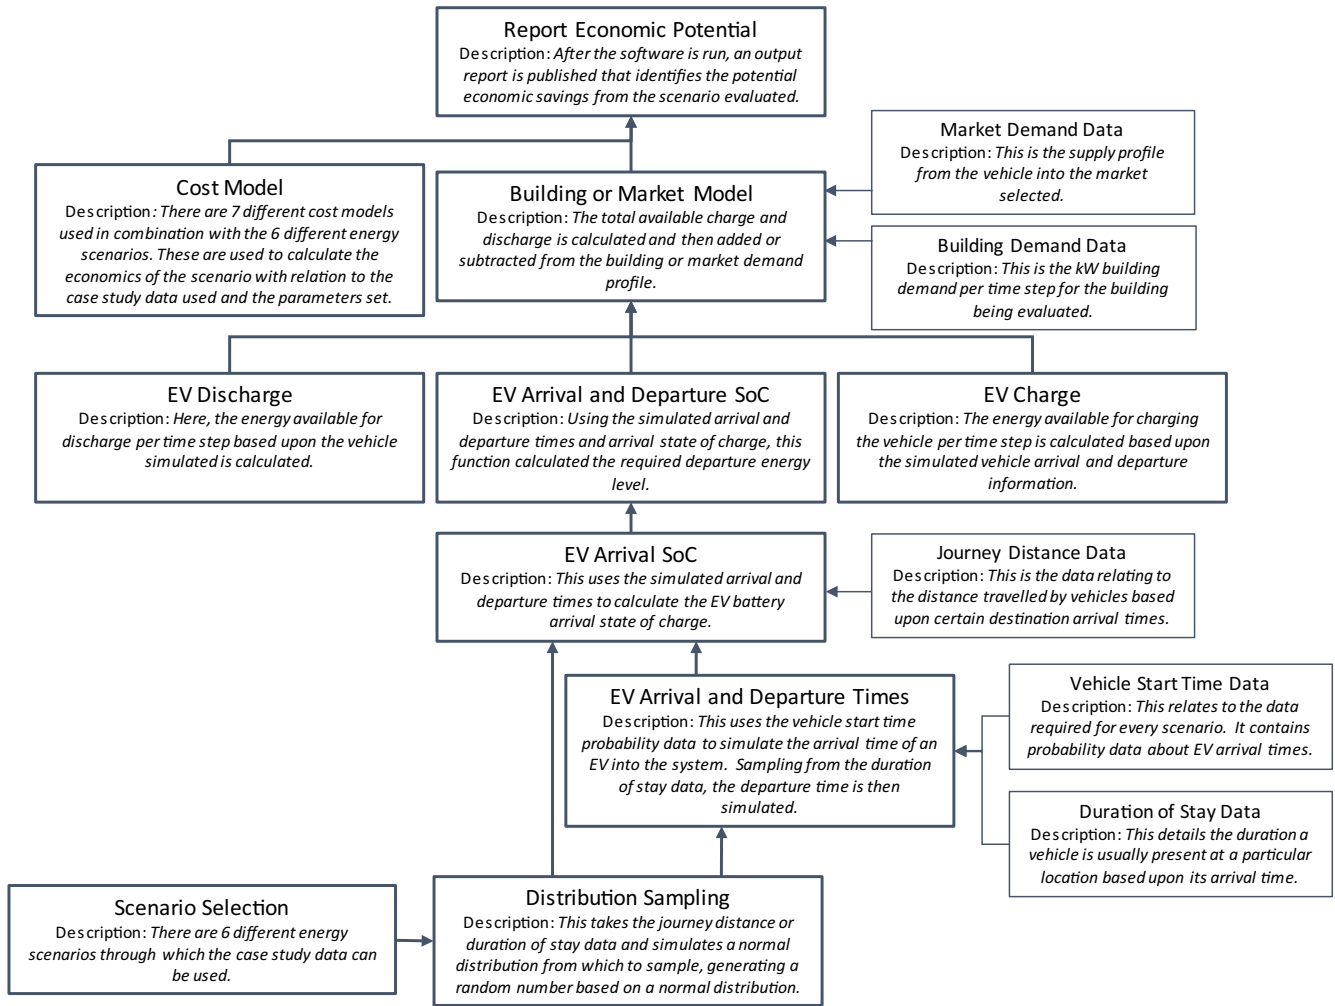 Report Economic Potential
Description: After the software is run, an output
report is published that identifies the potential
economic savings from the scenario evaluated.
Market Demand Data
Description: This is the supply profile
from the vehicle into the market
selected.
Cost Model
Description: There are 7 different cost models
used in combination with the 6 different energy
scenarios. These are used to calculate the
economics of the scenario with relation to the
case study data used and the parameters set.
Building or Market Model
Description: The total available charge and
discharge is calculated and then added or
subtracted from the building or market demand
profile.
Building Demand Data
Description: This is the kW building
demand per time step for the building
being evaluated.
EV Discharge
Description: Here, the energy available for
discharge per time step based upon the vehicle
simulated is calculated.
EV Arrival and Departure SoC
Description: Using the simulated arrival and
departure times and arrival state of charge, this
function calculated the required departure energy
level.
EV Charge
Description: The energy available for charging
the vehicle per time step is calculated based upon
the simulated vehicle arrival and departure
information.
EV Arrival SoC
Description: This uses the simulated arrival and
departure times to calculate the EV battery
arrival state of charge.
Journey Distance Data
Description: This is the data relating to
the distance travelled by vehicles based
upon certain destination arrival times.
EV Arrival and Departure Times
Description: This uses the vehicle start time
probability data to simulate the arrival time of an
EV into the system. Sampling from the duration
of stay data, the departure time is then
simulated.
Vehicle Start Time Data
Description: This relates to the data
required for every scenario. It contains
probability data about EV arrival times.
Duration of Stay Data
Description: This details the duration a
vehicle is usually present at a particular
location based upon its arrival time.
Scenario Selection
Description: There are 6 different energy
scenarios through which the case study data can
be used.
Distribution Sampling
Description: This takes the journey distance or
duration of stay data and simulates a normal
distribution from which to sample, generating a
random number based on a normal distribution.